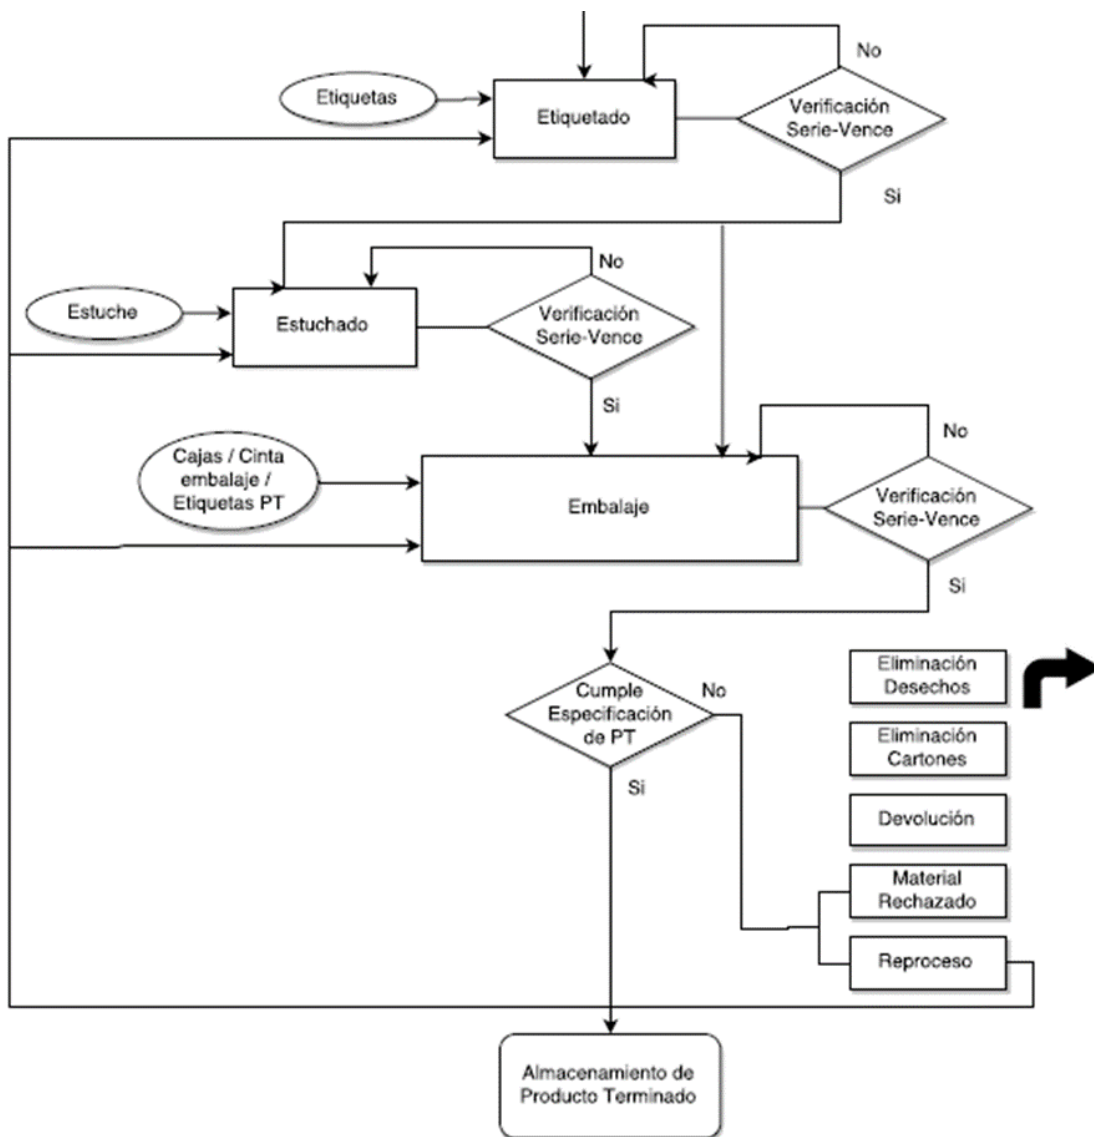 No
Etiquetas
Etiquetado
Verificación
Serie-Vence
Si
No
Estuche
Estuchado
Verificación
Serie-Vence
Si
No
Cajas / Cinta
embalaje /
Etiquetas PT
Embalaje
Verificación
Serie-Vence
Si
Cumple
Especificación
de PT
No
Si
Eliminación
Desechos
Eliminación
Cartones
Devolución
Material
Rechazado
Reproceso
Almacenamiento de
Producto Terminado